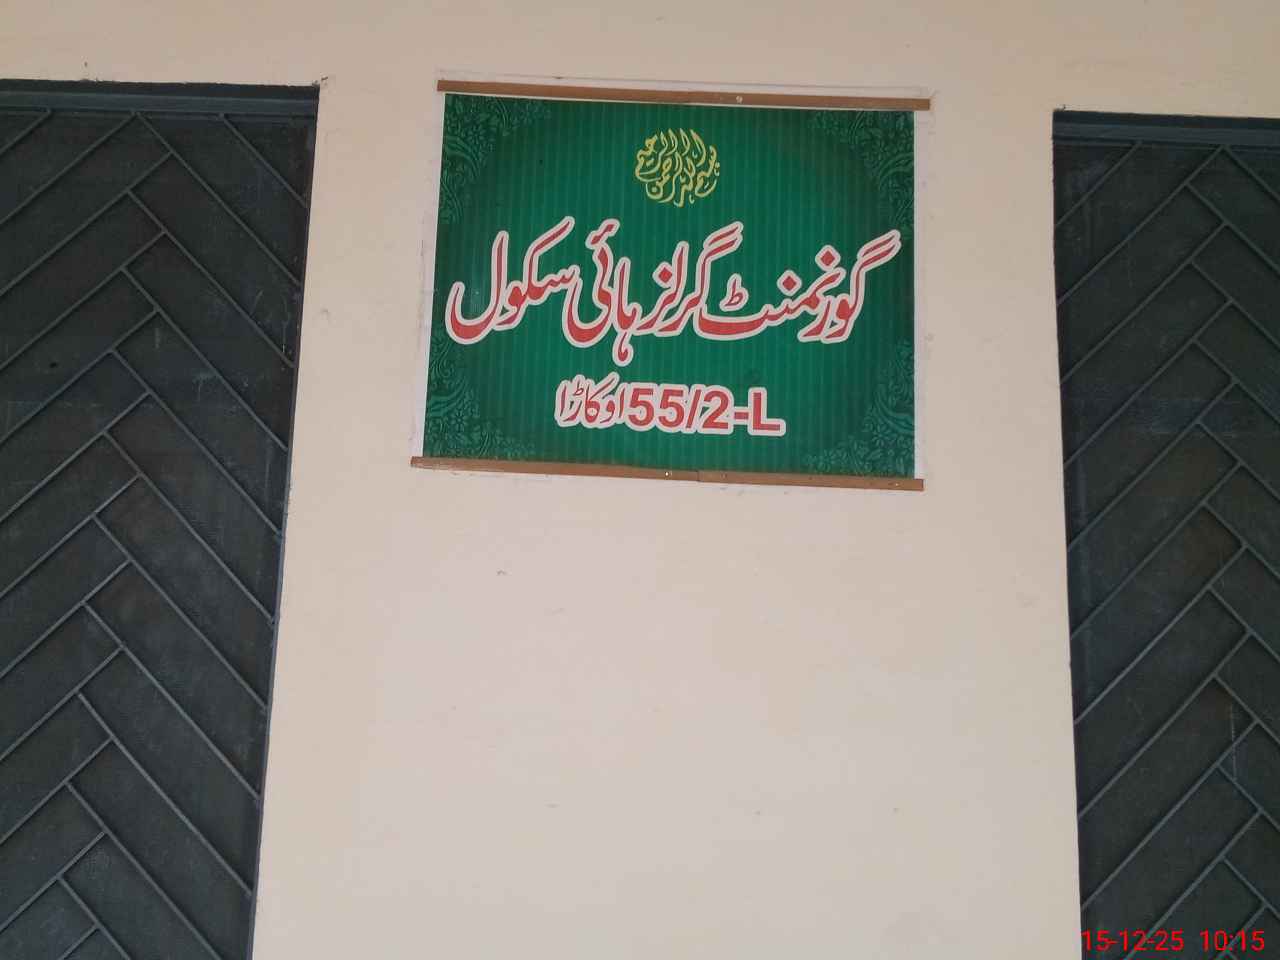 بسم اللہ الرحمن الرحیم
گورنمنٹ گرلز ہائی سکول
55/2-L اوکاڑا
15-12-25 10:15